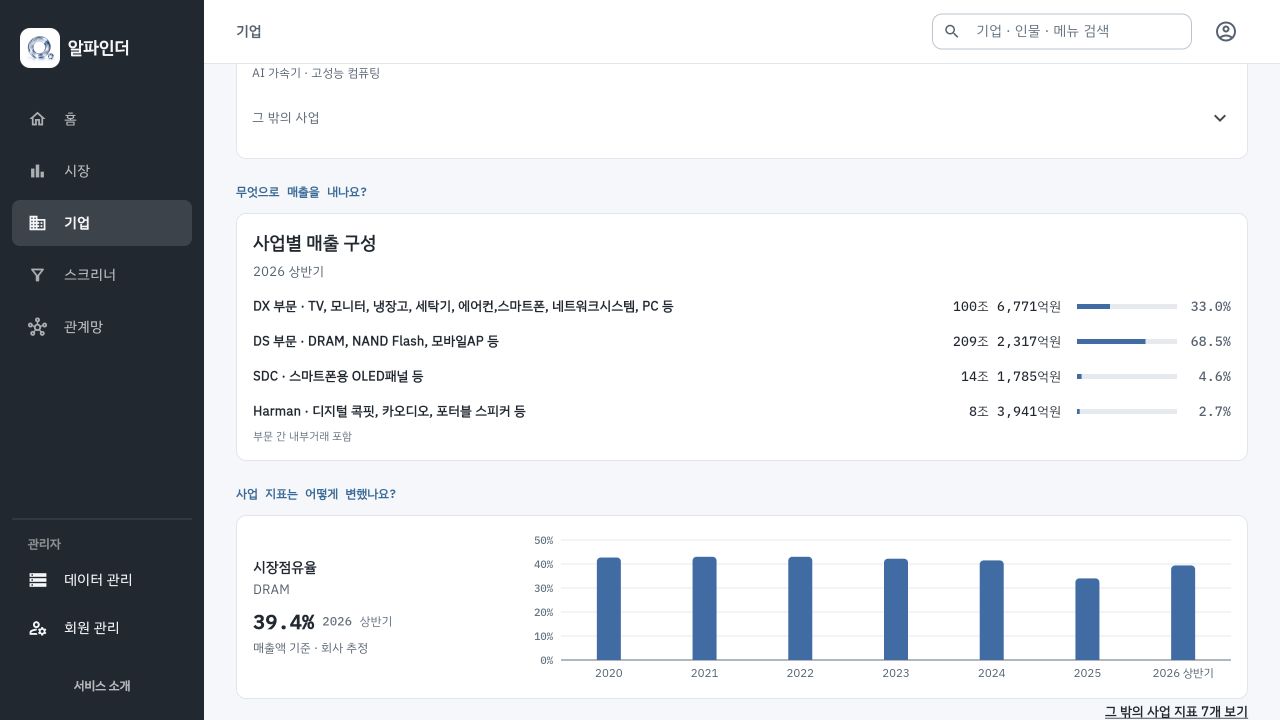 알파인더
홈
시장
기업
스크리너
관계망
관리자
데이터 관리
회원 관리
서비스 소개
기업
기업 · 인물 · 메뉴 검색
AI 가속기 · 고성능 컴퓨팅
그 밖의 사업
무엇으로 매출을 내나요?
사업별 매출 구성
2026 상반기
DX 부문 · TV, 모니터, 냉장고, 세탁기, 에어컨,스마트폰, 네트워크시스템, PC 등 100조 6,771억원 33.0%
DS 부문 · DRAM, NAND Flash, 모바일AP 등 209조 2,317억원 68.5%
SDC · 스마트폰용 OLED패널 등 14조 1,785억원 4.6%
Harman · 디지털 콕핏, 카오디오, 포터블 스피커 등 8조 3,941억원 2.7%
부문 간 내부거래 포함
사업 지표는 어떻게 변했나요?
시장점유율
DRAM
39.4% 2026 상반기
매출액 기준 · 회사 추정
50%
40%
30%
20%
10%
0%
2020 2021 2022 2023 2024 2025 2026 상반기
그 밖의 사업 지표 7개 보기